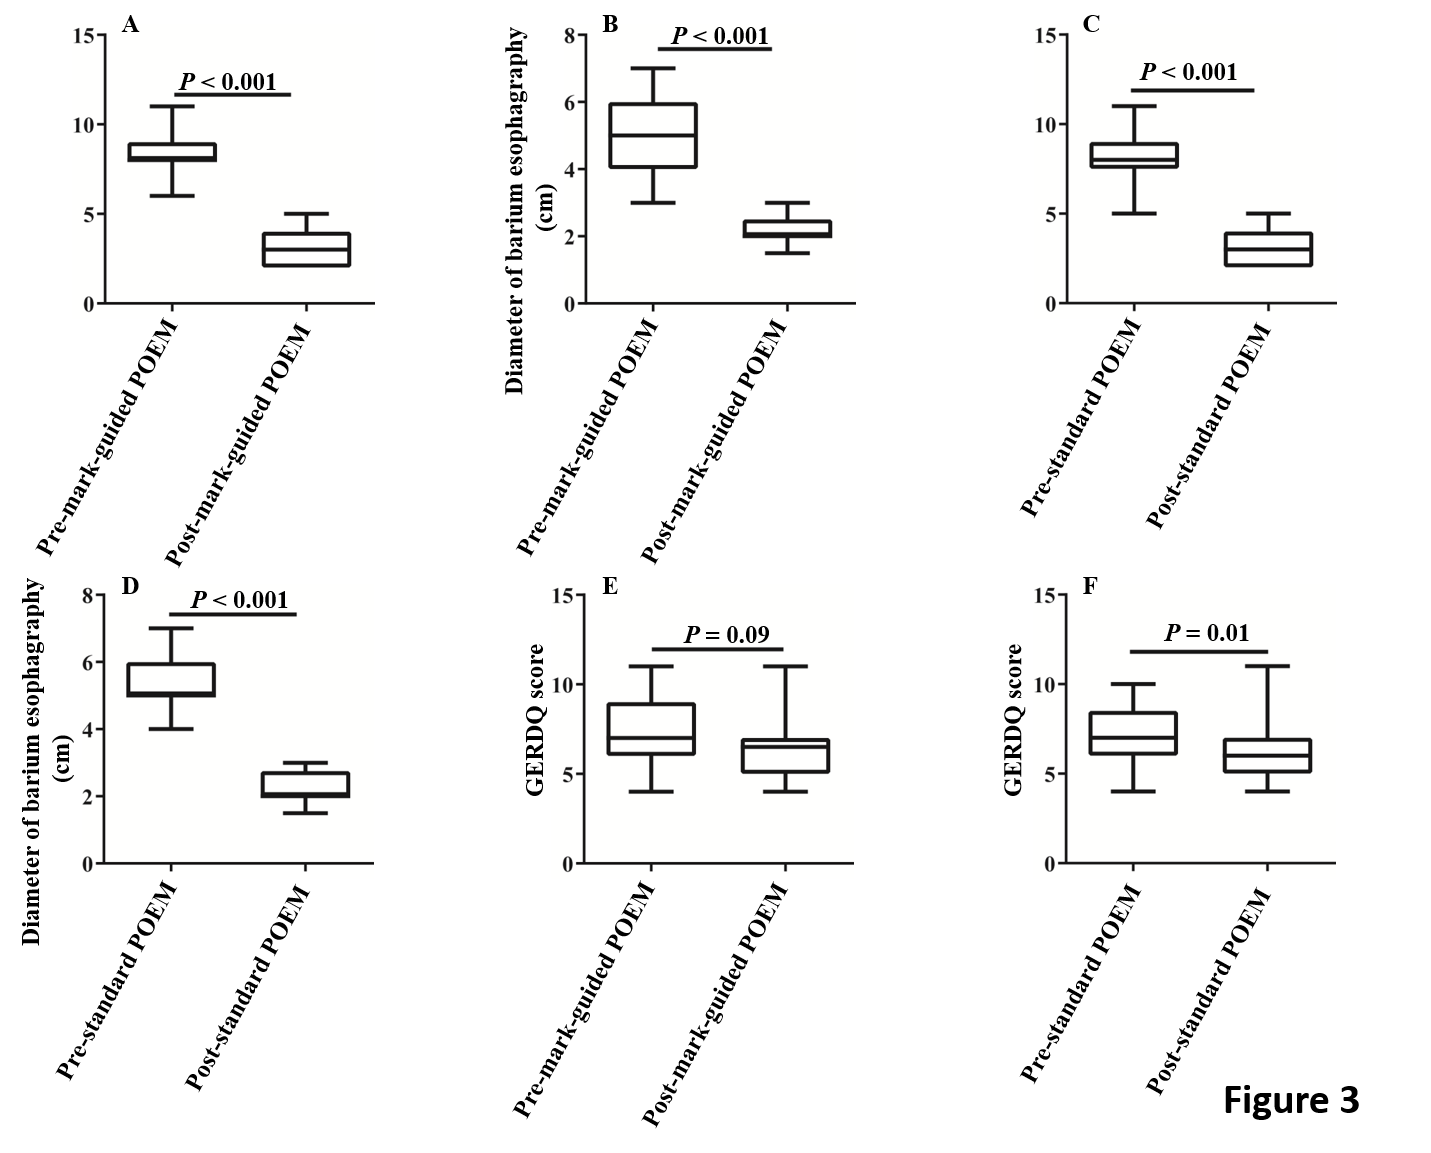 A
15
10
5
0
P < 0.001
Pre-mark-guided POEM
Post-mark-guided POEM
B
Diameter of barium esophagraphy
(cm)
8
6
4
2
0
P < 0.001
Pre-mark-guided POEM
Post-mark-guided POEM
C
15
10
5
0
P < 0.001
Pre-standard POEM
Post-standard POEM
D
Diameter of barium esophagraphy
(cm)
8
6
4
2
0
P < 0.001
Pre-standard POEM
Post-standard POEM
E
GERDQ score
15
10
5
0
P = 0.09
Pre-mark-guided POEM
Post-mark-guided POEM
F
GERDQ score
15
10
5
0
P = 0.01
Pre-standard POEM
Post-standard POEM
Figure 3